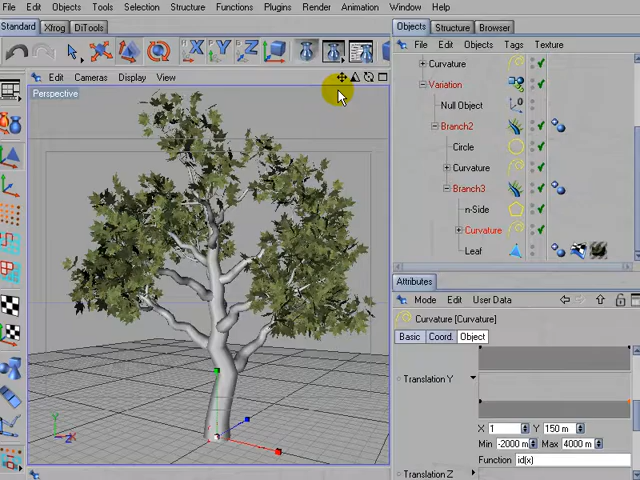 File Edit Objects Tools Selection Structure Functions Plugins Render Animation Window Help
Standard Xfrog DiTools
Objects Structure Browser
File Edit Objects Tags Texture
Edit Cameras Display View
Perspective
Curvature
Variation
Null Object
Branch2
Circle
Curvature
Branch3
n-Side
Curvature
Leaf
Attributes
Mode Edit User Data
Curvature [Curvature]
Basic Coord. Object
Translation Y
X 1 Y 150 m
Min -2000 m Max 4000 m
Function id(x)
Translation Z
X Y Z
Y X Z